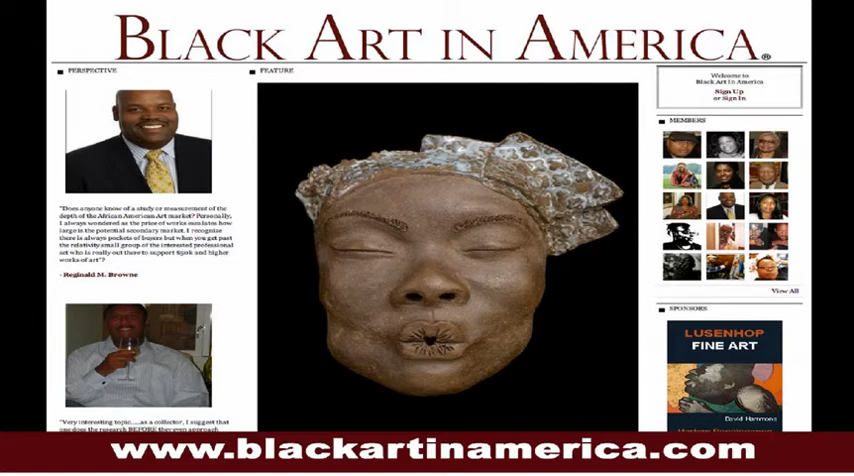 BLACK ART IN AMERICA®
PERSPECTIVE
"Does anyone know of a study or measurement of the
depth of the African American Art market? Personally,
I always wondered as the price of works escalates how
large is the potential secondary market. I recognize
there is always pockets of buyers but when you get past
the relativity small group of the interested professional
set who is really out there to support $50k and higher
works of art"?
- Reginald M. Browne
"Very interesting topic.....as a collector, I suggest that
one does the research BEFORE they even approach
FEATURE
Welcome to
Black Art In America
Sign Up
or Sign In
MEMBERS
View All
SPONSORS
LUSENHOP
FINE ART
David Hammons
www.blackartinamerica.com